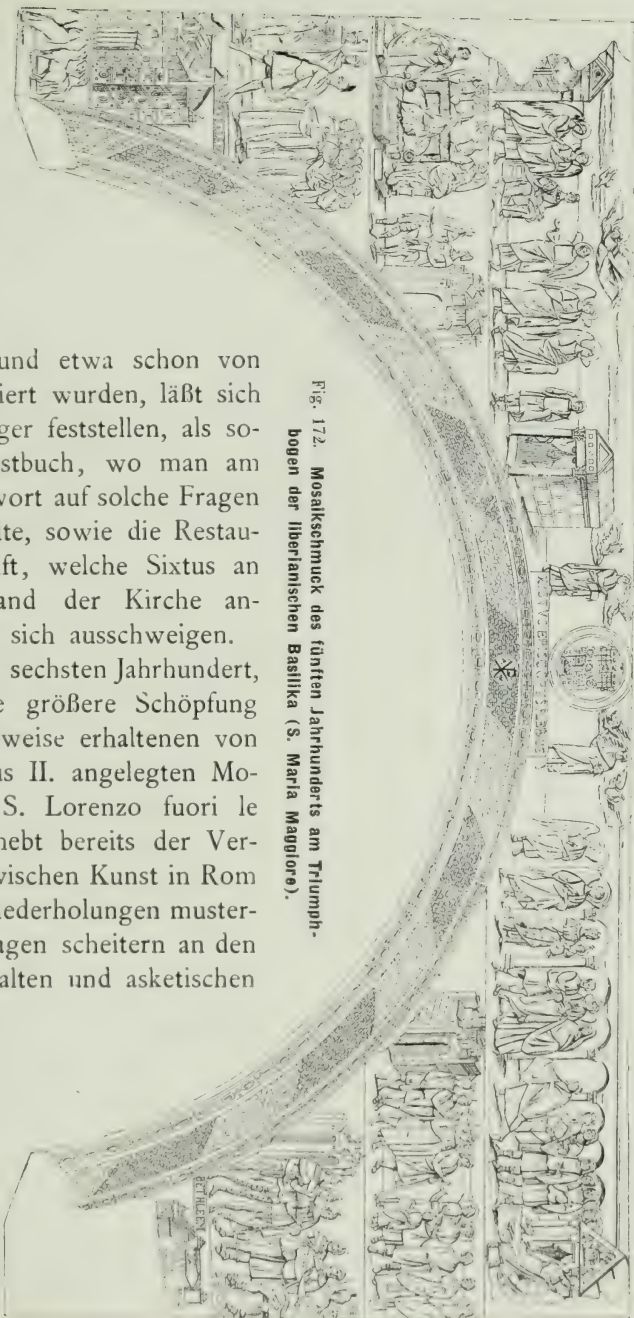 und etwa schon von
iert wurden, läßt sich
ger feststellen, als so-
stbuch, wo man am
wort auf solche Fragen
lte, sowie die Restau-
ift, welche Sixtus an
and der Kirche an-
sich ausschweigen.
sechsten Jahrhundert,
e größere Schöpfung
weise erhaltenen von
us II. angelegten Mo-
S. Lorenzo fuori le
hebt bereits der Ver-
wischen Kunst in Rom
iederholungen muster-
agen scheitern an den
alten und asketischen
Fig. 172. Mosaikschmuck des fünften Jahrhunderts am Triumph-
bogen der liberianischen Basilika (S. Maria Maggiore).
BETHLEEM